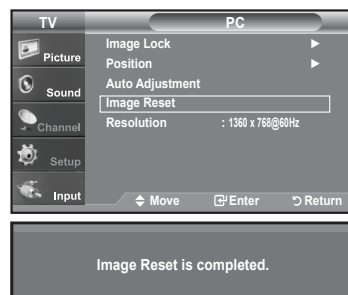 TV
PC
Picture
Sound
Channel
Setup
Input
Image Lock ►
Position ►
Auto Adjustment
Image Reset
Resolution : 1360 x 768@60Hz
Move Enter Return
Image Reset is completed.